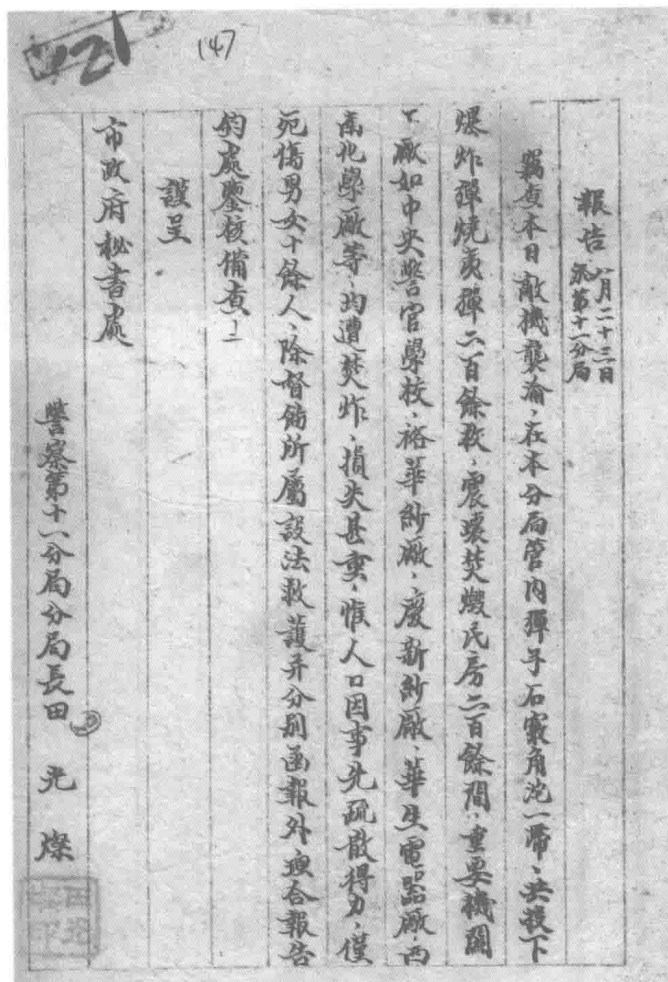 121
147
報告 八月二十三日
於第十一分局
竊查本日敵機襲渝、在本分局管內彈子石窍角沱一帶、共投下
爆炸彈燒夷彈二百餘枚、震壞焚燬民房二百餘間、重要機關
工廠如中央警官學校、裕華紗廠、慶新紗廠、華生電器廠、西
南化學廠等、均遭焚炸、損失甚重、惟人口因事先疏散得力、僅
死傷男女十餘人、除督飭所屬設法救護并分別函報外理合報告
鈞處鑒核備查!!
謹呈
市政府秘書處
警察第十一分局分局長田光燦